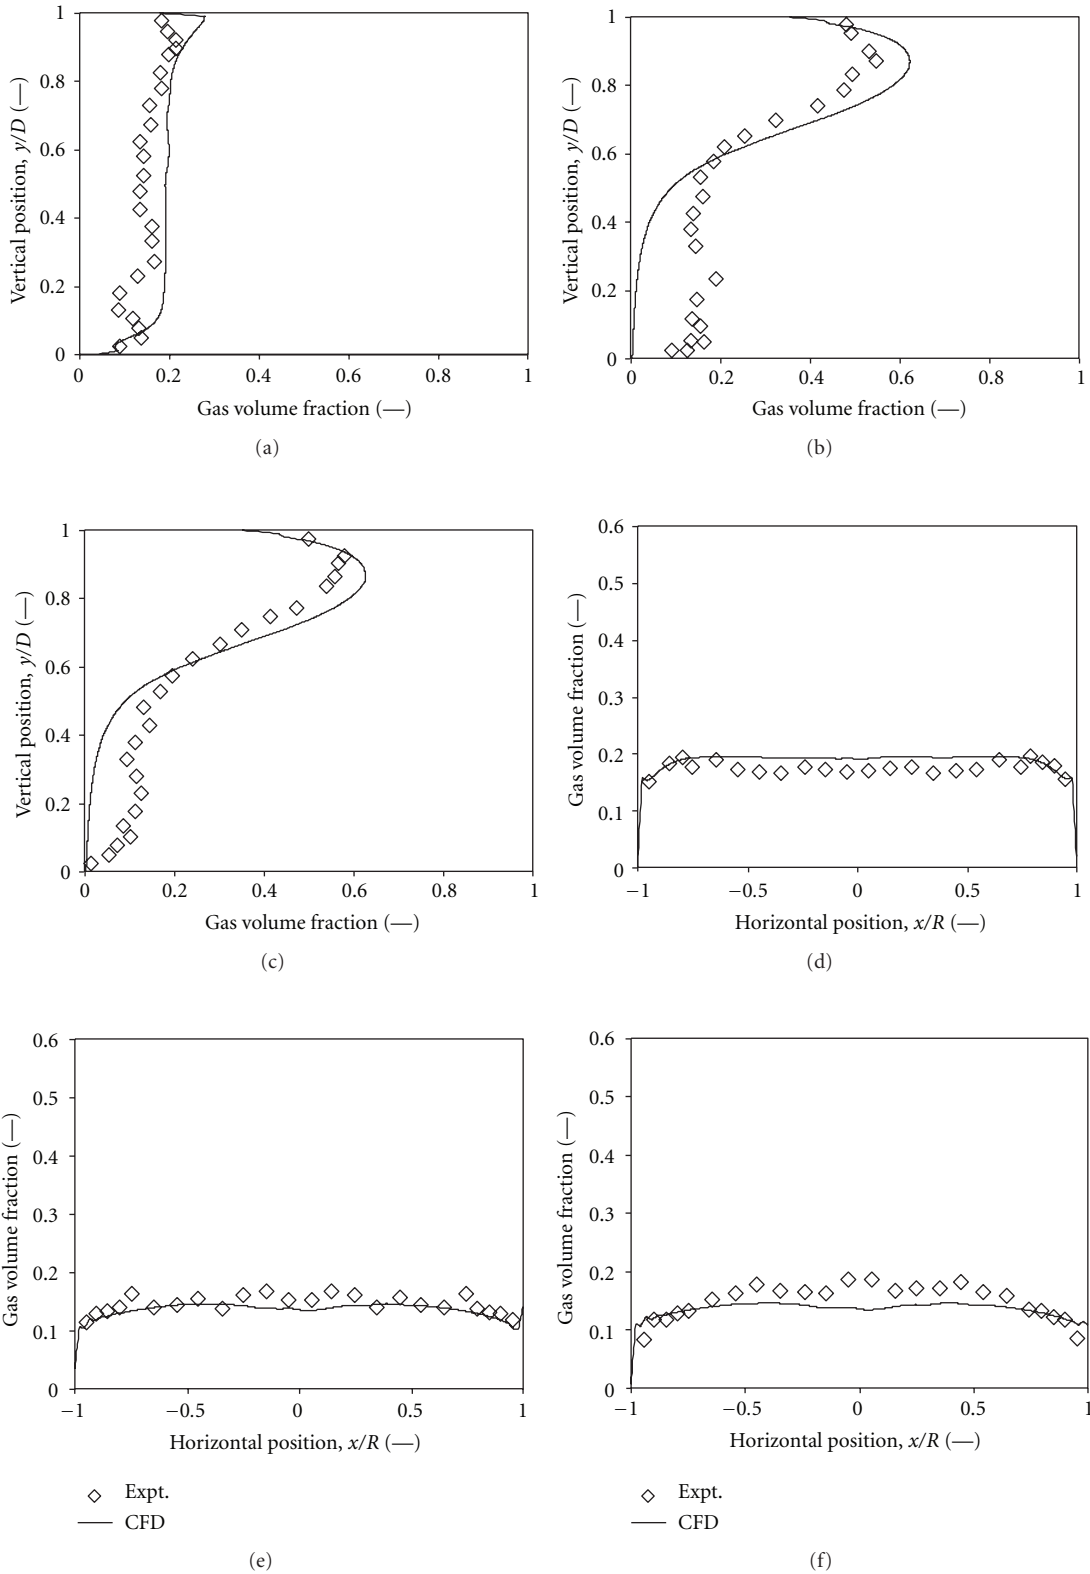 1
0.8
0.6
0.4
0.2
0
Vertical position, y/D (—)
0 0.2 0.4 0.6 0.8 1
Gas volume fraction (—)
(a)
1
0.8
0.6
0.4
0.2
0
Vertical position, y/D (—)
0 0.2 0.4 0.6 0.8 1
Gas volume fraction (—)
(b)
1
0.8
0.6
0.4
0.2
0
Vertical position, y/D (—)
0 0.2 0.4 0.6 0.8 1
Gas volume fraction (—)
(c)
0.6
0.5
0.4
0.3
0.2
0.1
0
Gas volume fraction (—)
−1 −0.5 0 0.5 1
Horizontal position, x/R (—)
(d)
0.6
0.5
0.4
0.3
0.2
0.1
0
Gas volume fraction (—)
−1 −0.5 0 0.5 1
Horizontal position, x/R (—)
Expt.
CFD
(e)
0.6
0.5
0.4
0.3
0.2
0.1
0
Gas volume fraction (—)
−1 −0.5 0 0.5 1
Horizontal position, x/R (—)
Expt.
CFD
(f)